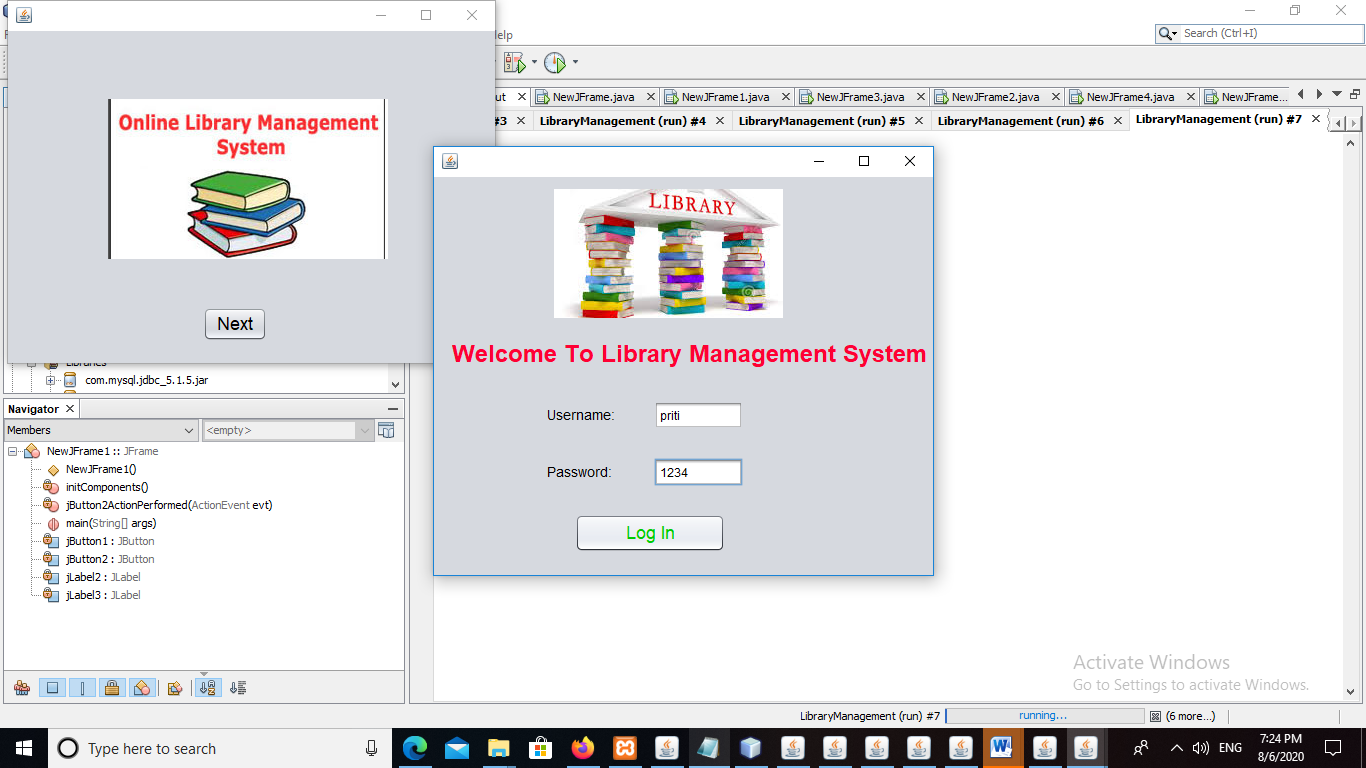 elp
Search (Ctrl+I)
ut
NewJFrame.java
NewJFrame1.java
NewJFrame3.java
NewJFrame2.java
NewJFrame4.java
NewJFrame...
#3
LibraryManagement (run) #4
LibraryManagement (run) #5
LibraryManagement (run) #6
LibraryManagement (run) #7
Online Library Management
System
Next
LIBRARY
Welcome To Library Management System
Username:
priti
Password:
1234
Log In
Libraries
com.mysql.jdbc_5.1.5.jar
Navigator
Members
<empty>
NewJFrame1 :: JFrame
NewJFrame1()
initComponents()
jButton2ActionPerformed(ActionEvent evt)
main(String[] args)
jButton1 : JButton
jButton2 : JButton
jLabel2 : JLabel
jLabel3 : JLabel
Activate Windows
Go to Settings to activate Windows.
LibraryManagement (run) #7
running...
(6 more...)
Type here to search
ENG
7:24 PM
8/6/2020